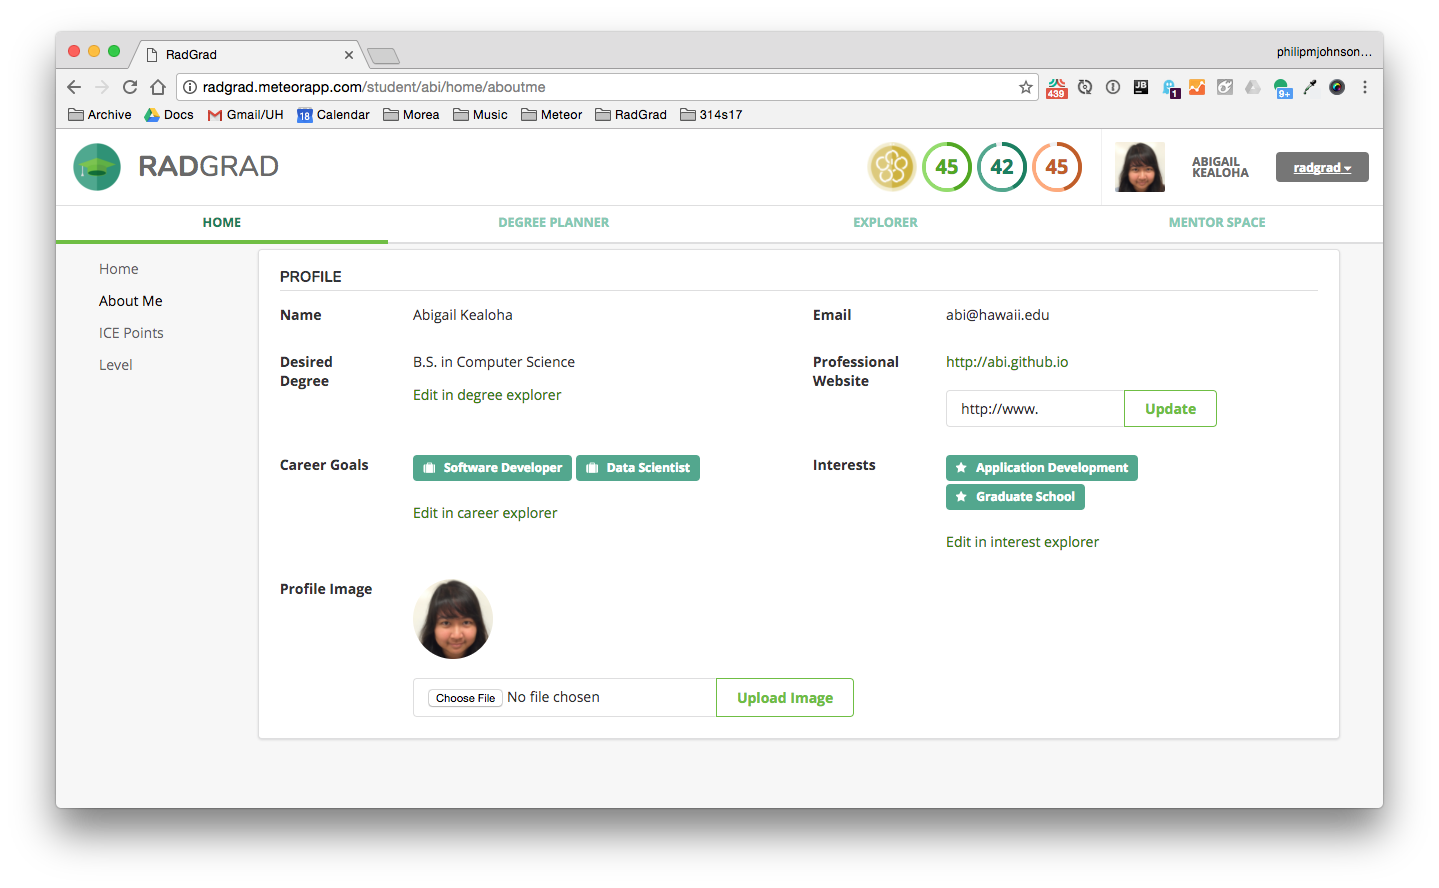 RadGrad
philipmjohnson...
radgrad.meteorapp.com/student/abi/home/aboutme
439
JB
1
9+
Archive Docs Gmail/UH 18 Calendar Morea Music Meteor RadGrad 314s17
RADGRAD
45 42 45
ABIGAIL
KEALOHA
radgrad
HOME DEGREE PLANNER EXPLORER MENTOR SPACE
Home
About Me
ICE Points
Level
PROFILE
Name Abigail Kealoha Email abi@hawaii.edu
Desired
Degree
B.S. in Computer Science
Edit in degree explorer
Professional
Website
http://abi.github.io
http://www. Update
Career Goals Software Developer Data Scientist
Edit in career explorer
Interests Application Development
Graduate School
Edit in interest explorer
Profile Image
Choose File No file chosen Upload Image